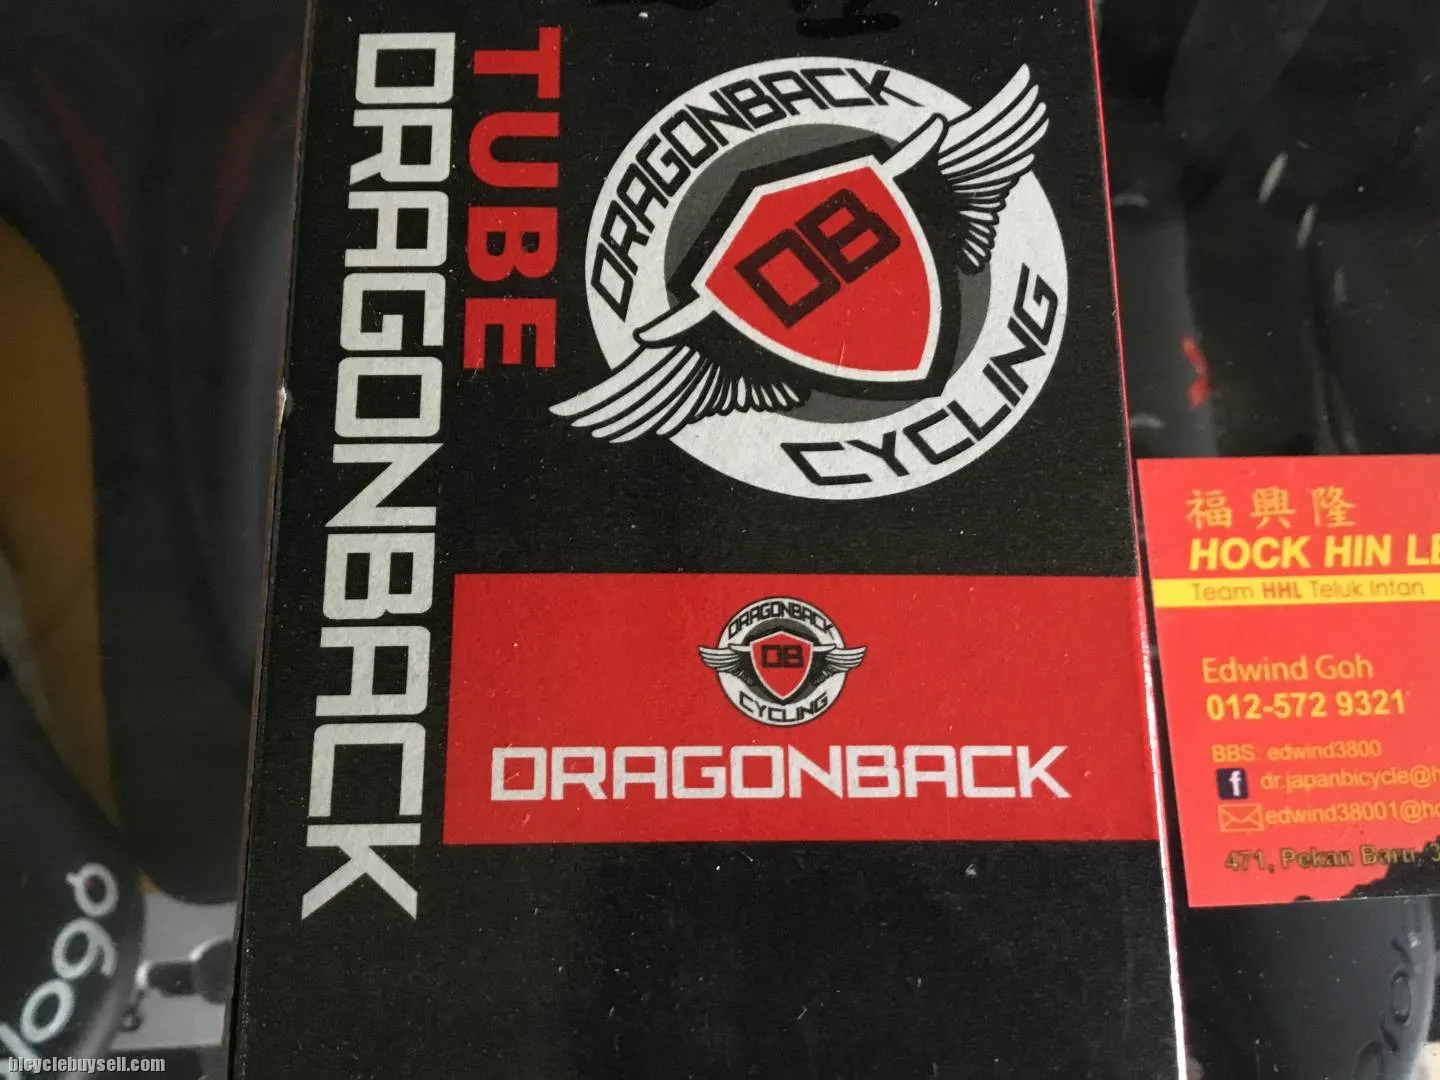 DRAGONBACK
TUBE
DRAGONBACK
DB
CYCLING
DRAGONBACK
DB
CYCLING
DRAGONBACK
福興隆
HOCK HIN LE
Team HHL Teluk Intan
Edwind Goh
012-572 9321
BBS edwind3800
f dr.japanbicycle@h
edwind38001@ho
471, Pekan Baru, 3
bicyclebuysell.com